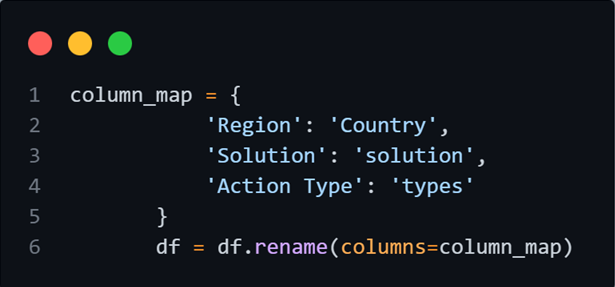 1 column_map = {
2 'Region': 'Country',
3 'Solution': 'solution',
4 'Action Type': 'types'
5 }
6 df = df.rename(columns=column_map)